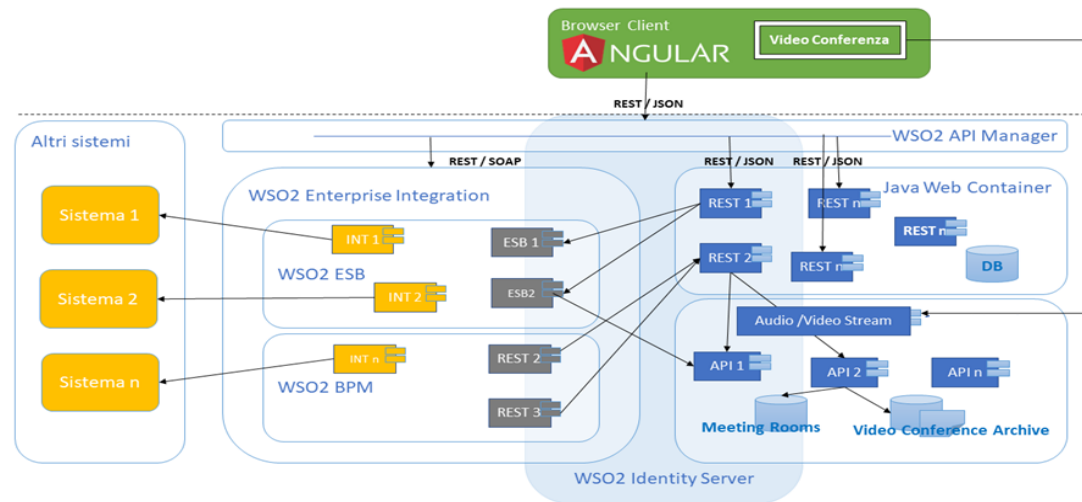 Browser Client
ANGULAR
Video Conferenza
REST / JSON
Altri sistemi
WSO2 API Manager
REST / SOAP
REST / JSON
REST / JSON
WSO2 Enterprise Integration
Java Web Container
Sistema 1
INT 1
ESB 1
REST 1
REST n
REST n
WSO2 ESB
REST 2
REST n
DB
Sistema 2
INT 2
ESB2
Audio /Video Stream
Sistema n
INT n
REST 2
API 1
API 2
API n
WSO2 BPM
REST 3
Meeting Rooms
Video Conference Archive
WSO2 Identity Server